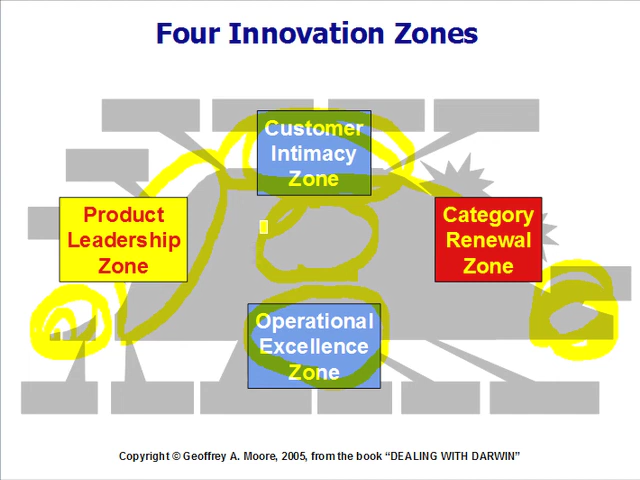 Four Innovation Zones
Customer
Intimacy
Zone
Product
Leadership
Zone
Category
Renewal
Zone
Operational
Excellence
Zone
Copyright © Geoffrey A. Moore, 2005, from the book “DEALING WITH DARWIN”